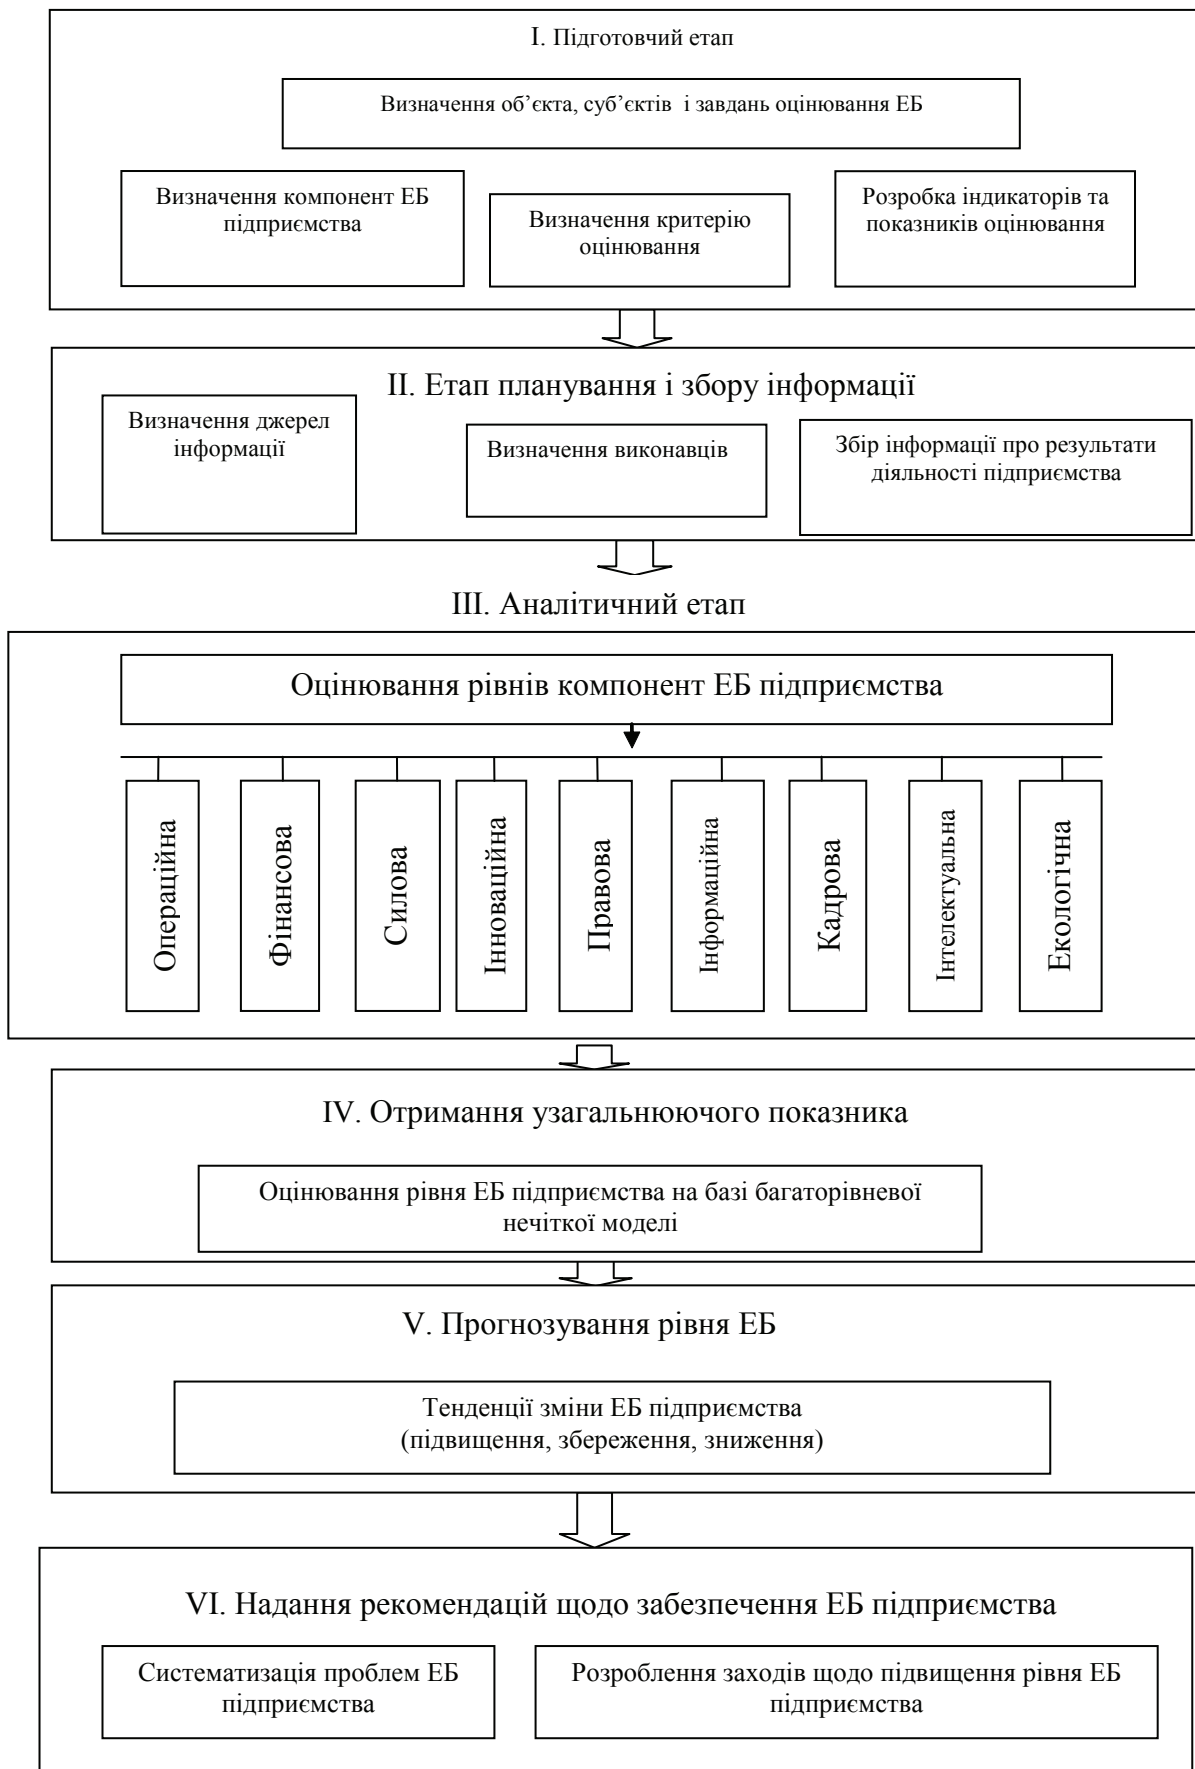 I. Підготовчий етап
Визначення об’єкта, суб’єктів і завдань оцінювання ЕБ
Визначення компонент ЕБ
підприємства
Визначення критерію
оцінювання
Розробка індикаторів та
показників оцінювання
II. Етап планування і збору інформації
Визначення джерел
інформації
Визначення виконавців
Збір інформації про результати
діяльності підприємства
III. Аналітичний етап
Оцінювання рівнів компонент ЕБ підприємства
Операційна
Фінансова
Силова
Інноваційна
Правова
Інформаційна
Кадрова
Інтелектуальна
Екологічна
IV. Отримання узагальнюючого показника
Оцінювання рівня ЕБ підприємства на базі багаторівневої
нечіткої моделі
V. Прогнозування рівня ЕБ
Тенденції зміни ЕБ підприємства
(підвищення, збереження, зниження)
VI. Надання рекомендацій щодо забезпечення ЕБ підприємства
Систематизація проблем ЕБ
підприємства
Розроблення заходів щодо підвищення рівня ЕБ
підприємства